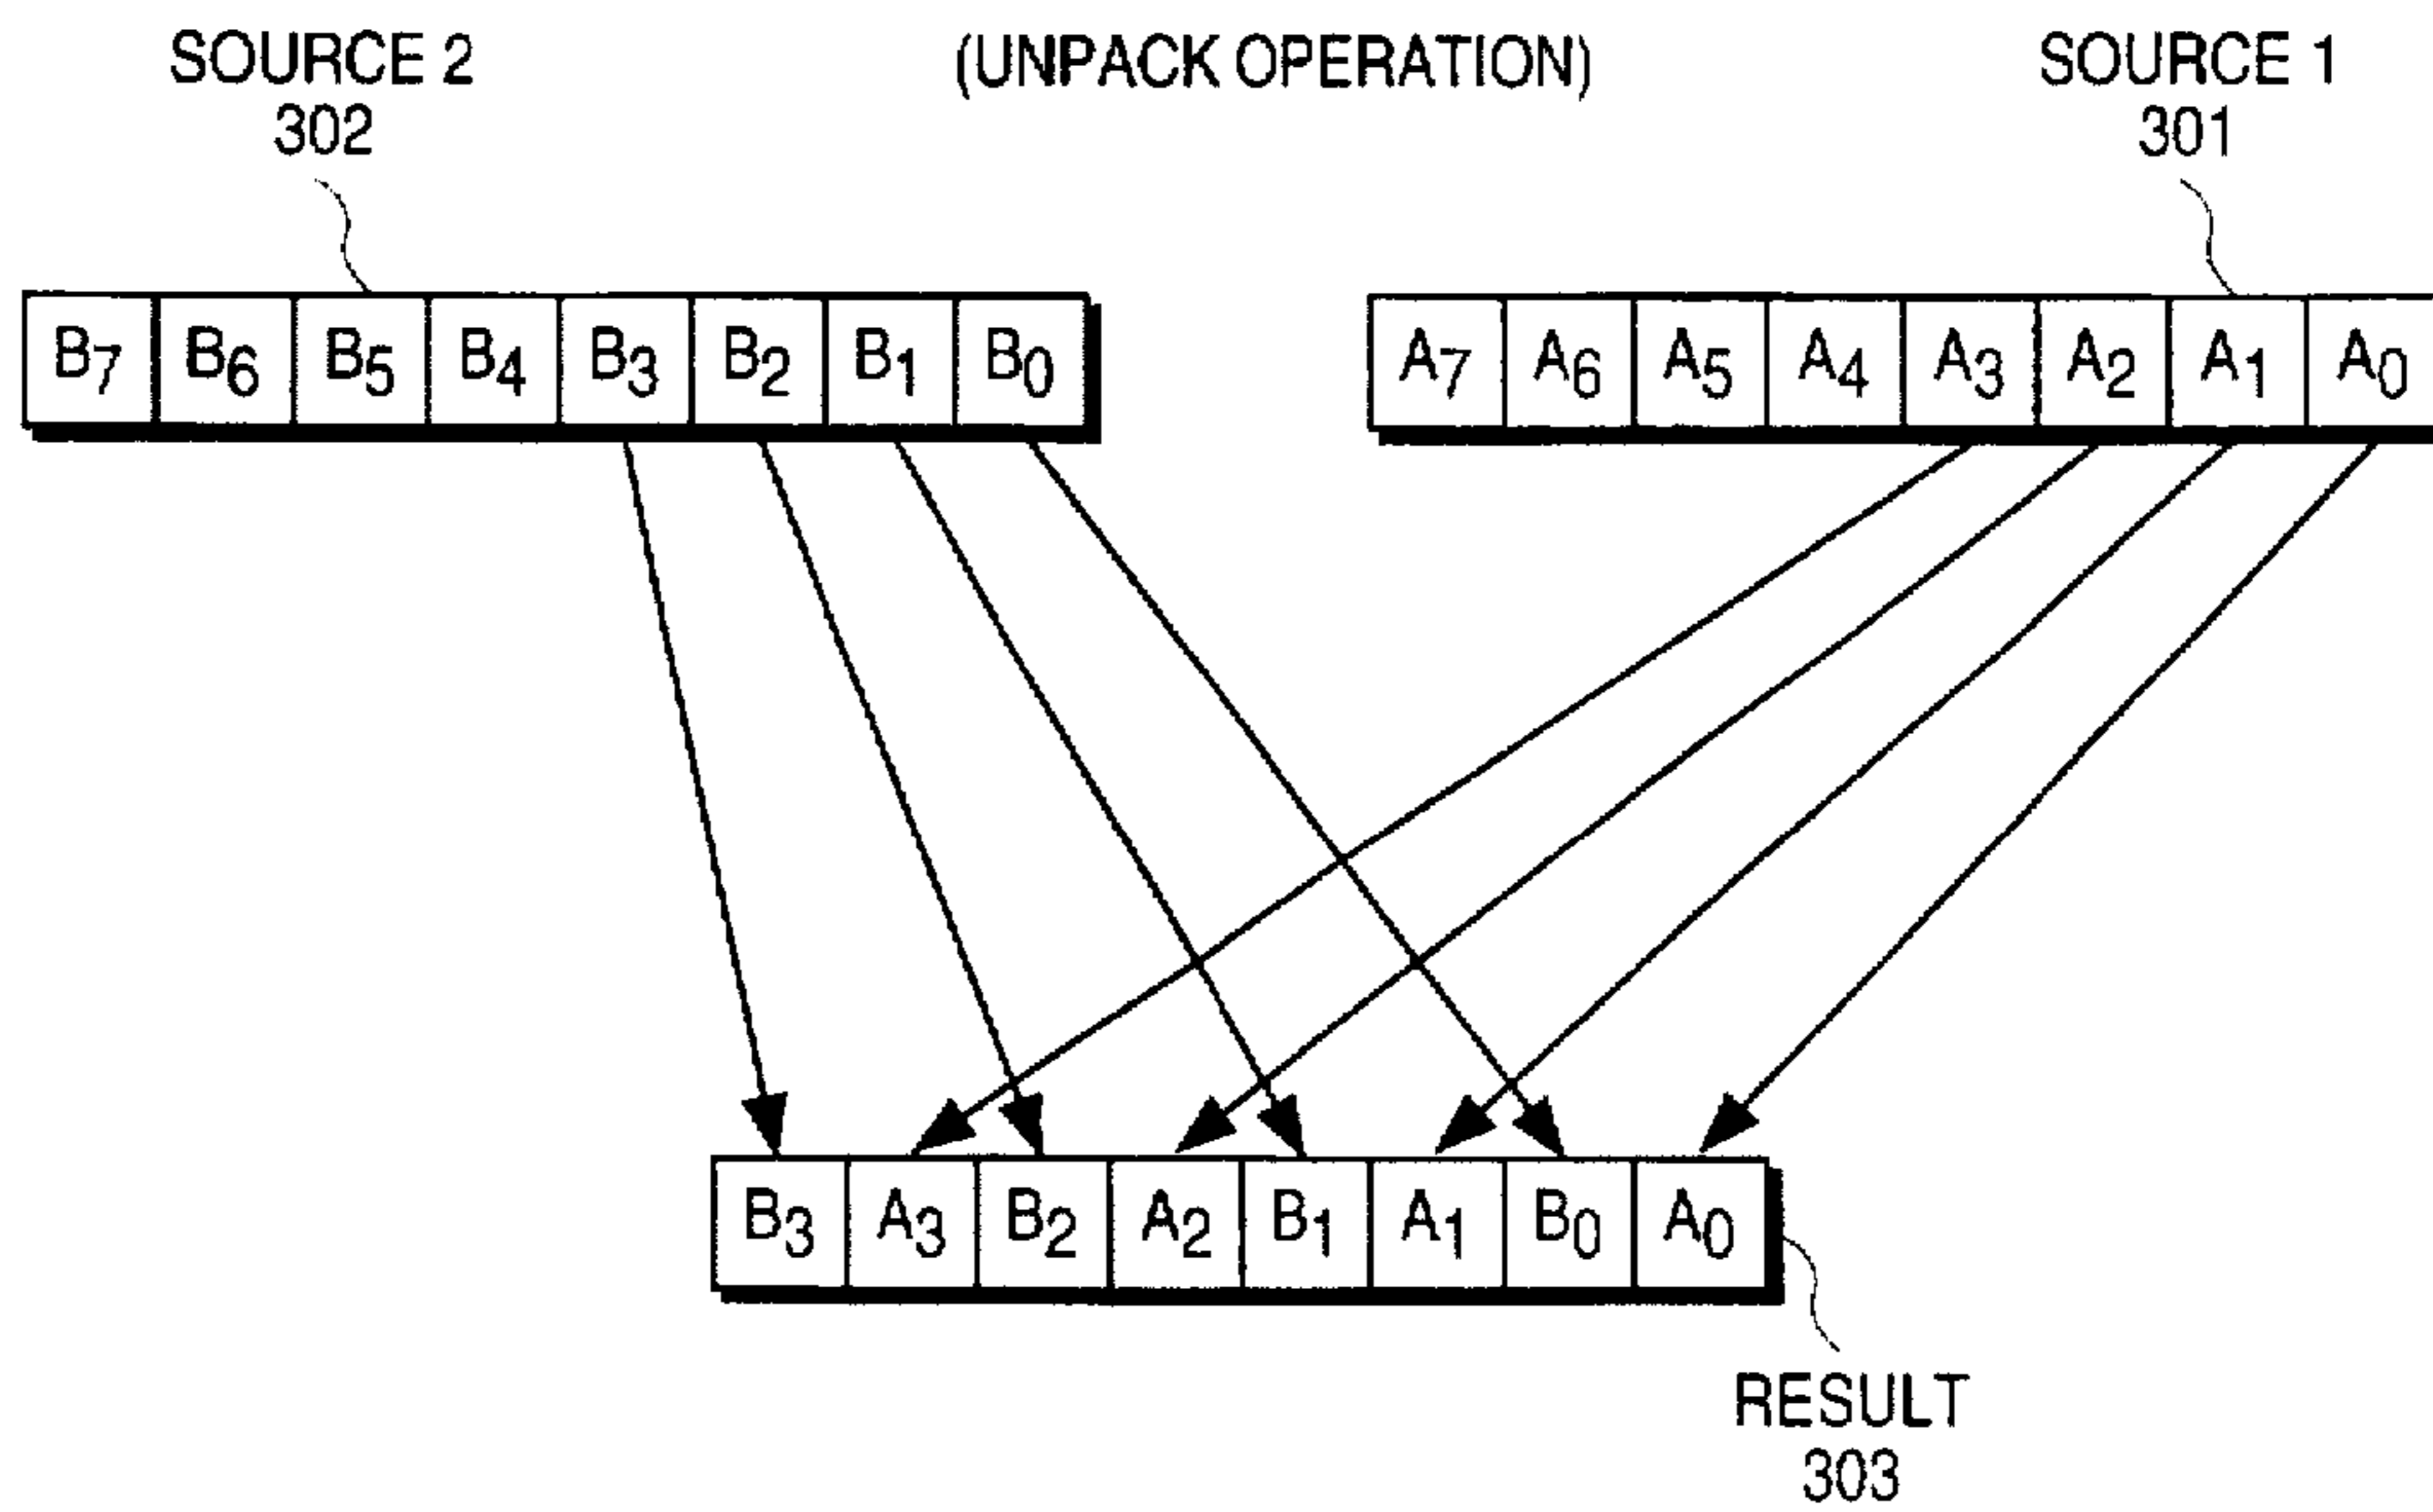 SOURCE 2 (UNPACK OPERATION) SOURCE 1
302 301
B7 B6 B5 B4 B3 B2 B1 B0 A7 A6 A5 A4 A3 A2 A1 A0
B3 A3 B2 A2 B1 A1 B0 A0
RESULT
303